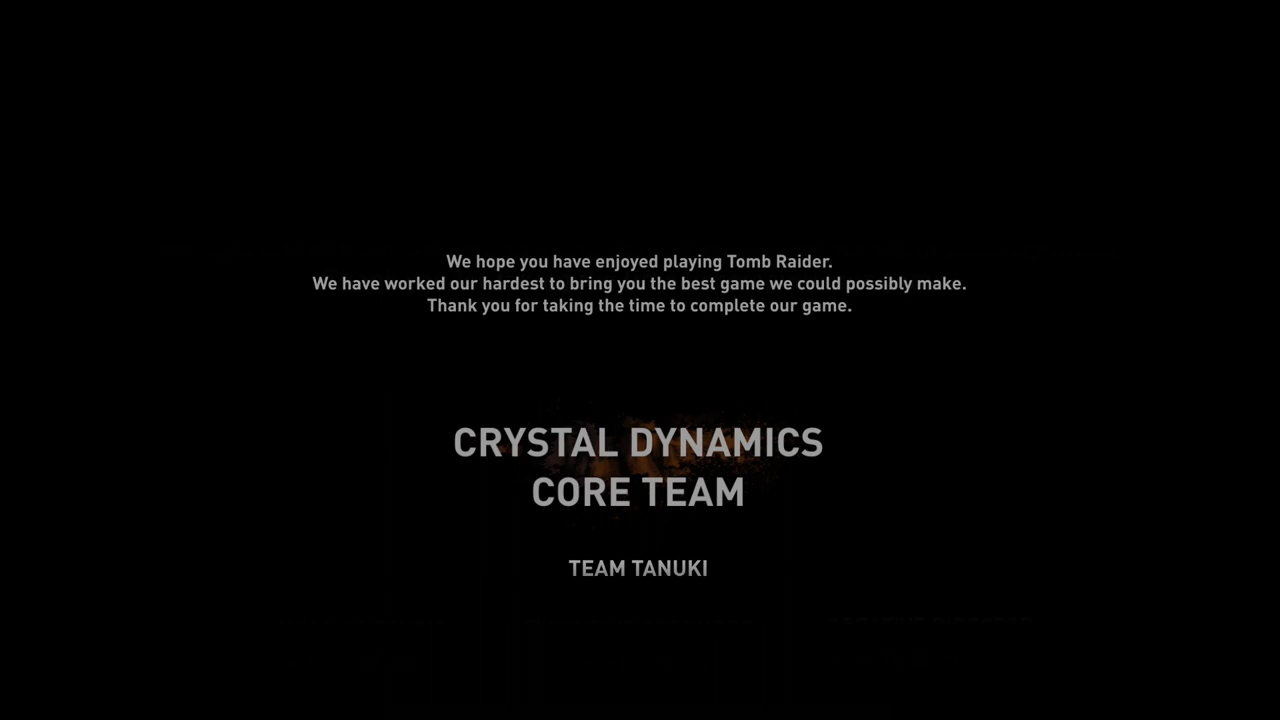 We hope you have enjoyed playing Tomb Raider.
We have worked our hardest to bring you the best game we could possibly make.
Thank you for taking the time to complete our game.
CRYSTAL DYNAMICS
CORE TEAM
TEAM TANUKI